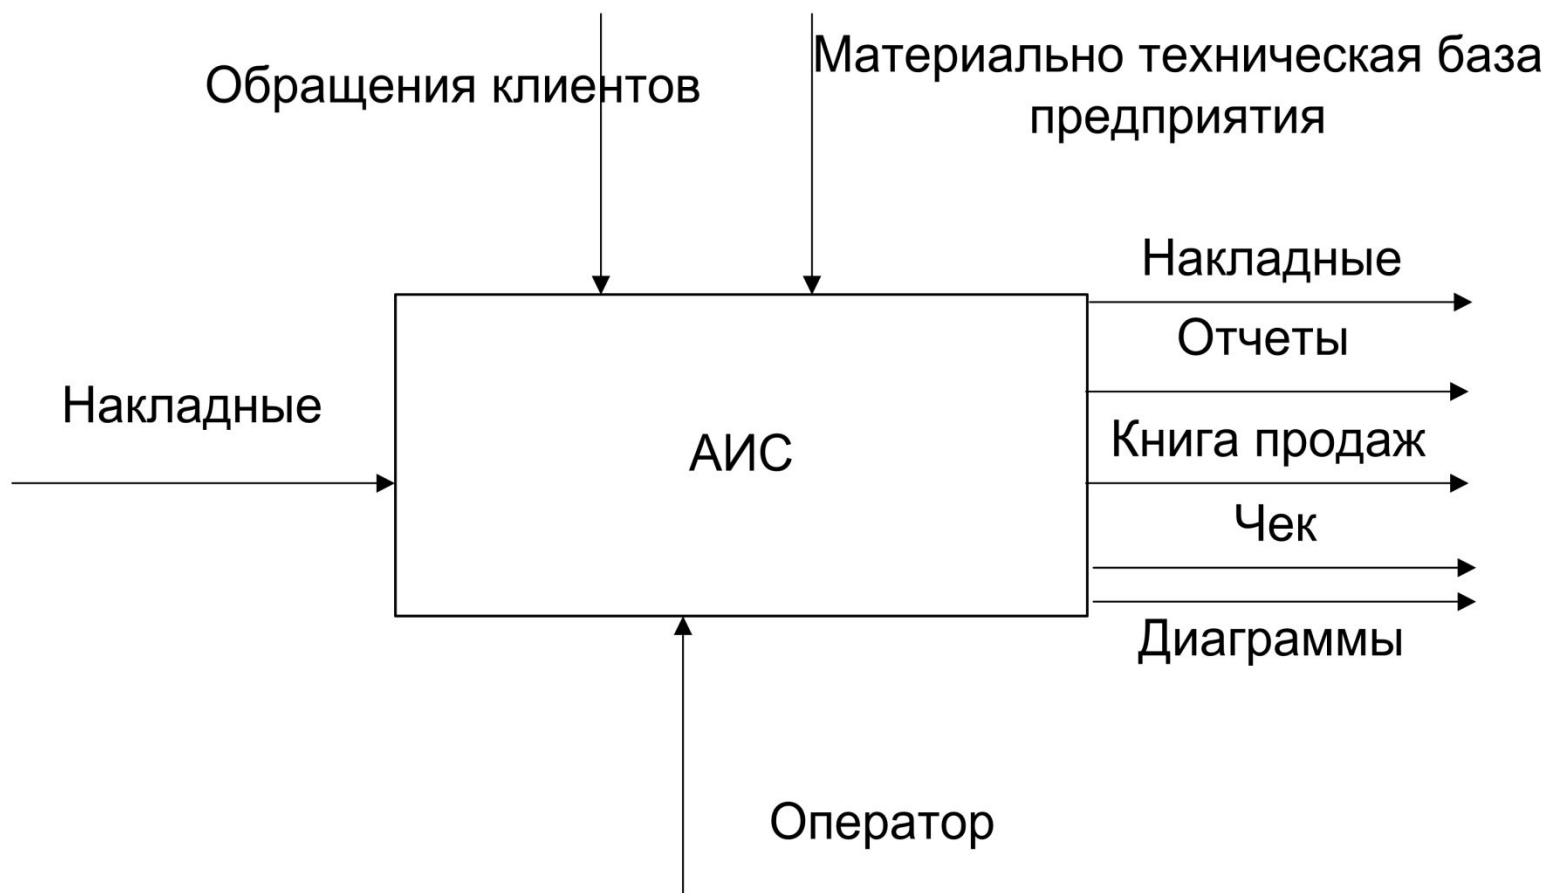 Обращения клиентов
Материально техническая база
предприятия
Накладные
Отчеты
Накладные
Книга продаж
АИС
Чек
Диаграммы
Оператор